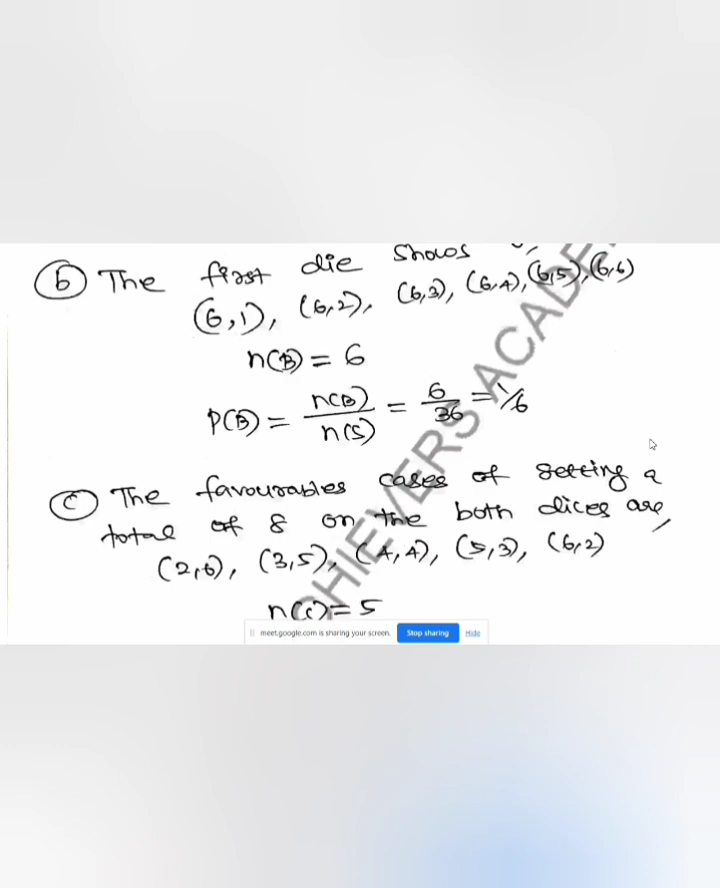 b The first die shows
(6,1), (6,2), (6,3), (6,4), (6,5), (6,6)
n(B) = 6
P(B) = n(B)/n(S) = 6/36 = 1/6
c The favourables cases of getting a
total of 8 on the both dices are,
(2,6), (3,5), (4,4), (5,3), (6,2)
n(c) = 5
CHIEVERS ACADE
meet.google.com is sharing your screen. Stop sharing Hide